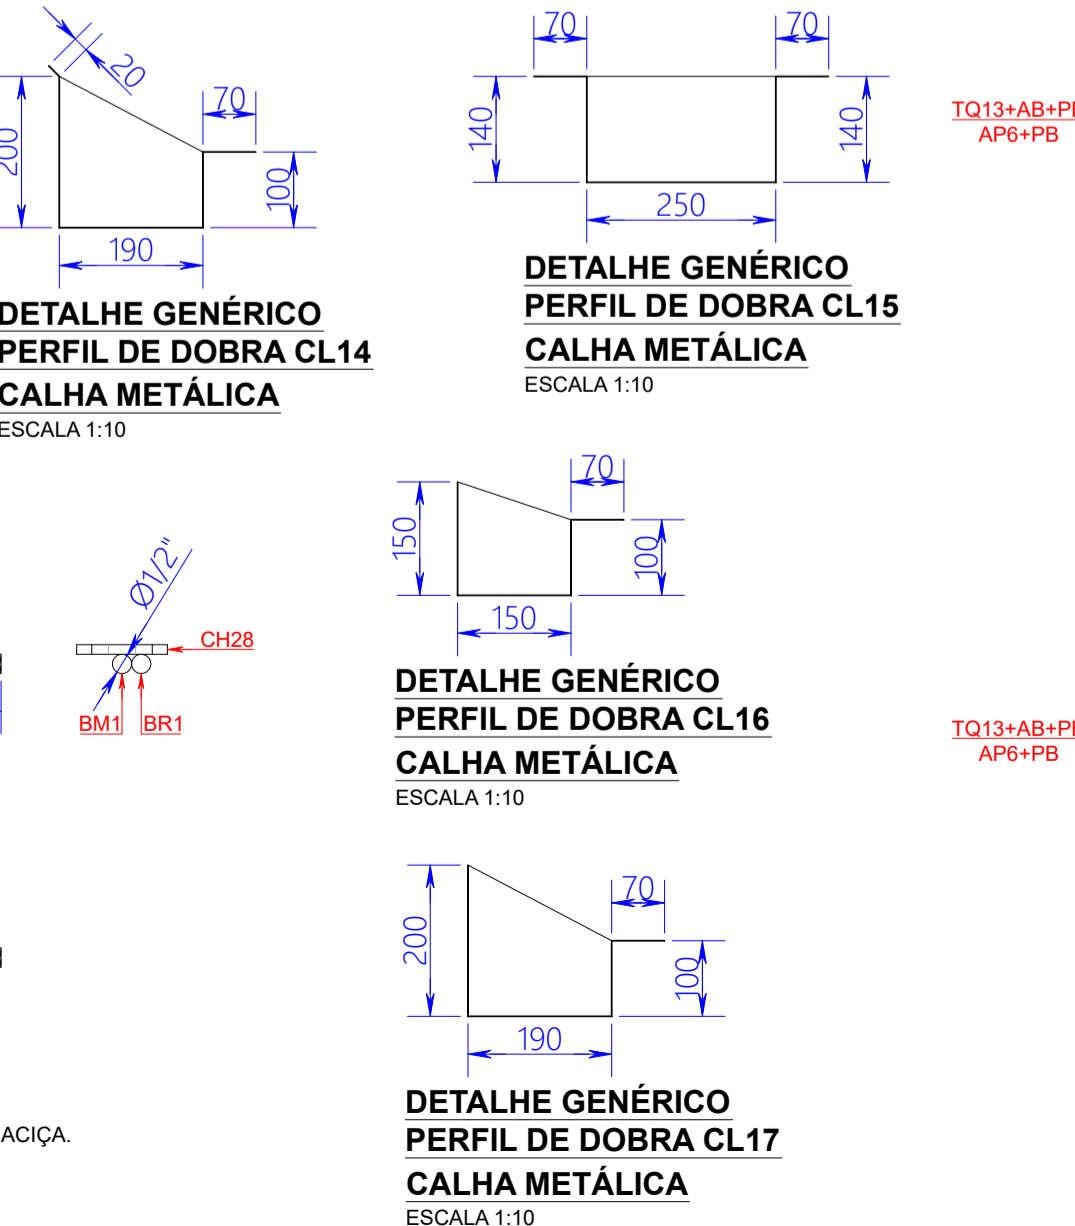 20
70
200
100
190
DETALHE GENÉRICO
PERFIL DE DOBRA CL14
CALHA METÁLICA
ESCALA 1:10
70
70
140
140
250
DETALHE GENÉRICO
PERFIL DE DOBRA CL15
CALHA METÁLICA
ESCALA 1:10
TQ13+AB+PI
AP6+PB
Ø1/2"
CH28
BM1
BR1
70
150
100
150
DETALHE GENÉRICO
PERFIL DE DOBRA CL16
CALHA METÁLICA
ESCALA 1:10
TQ13+AB+PI
AP6+PB
70
200
100
190
DETALHE GENÉRICO
PERFIL DE DOBRA CL17
CALHA METÁLICA
ESCALA 1:10
ACIÇA.